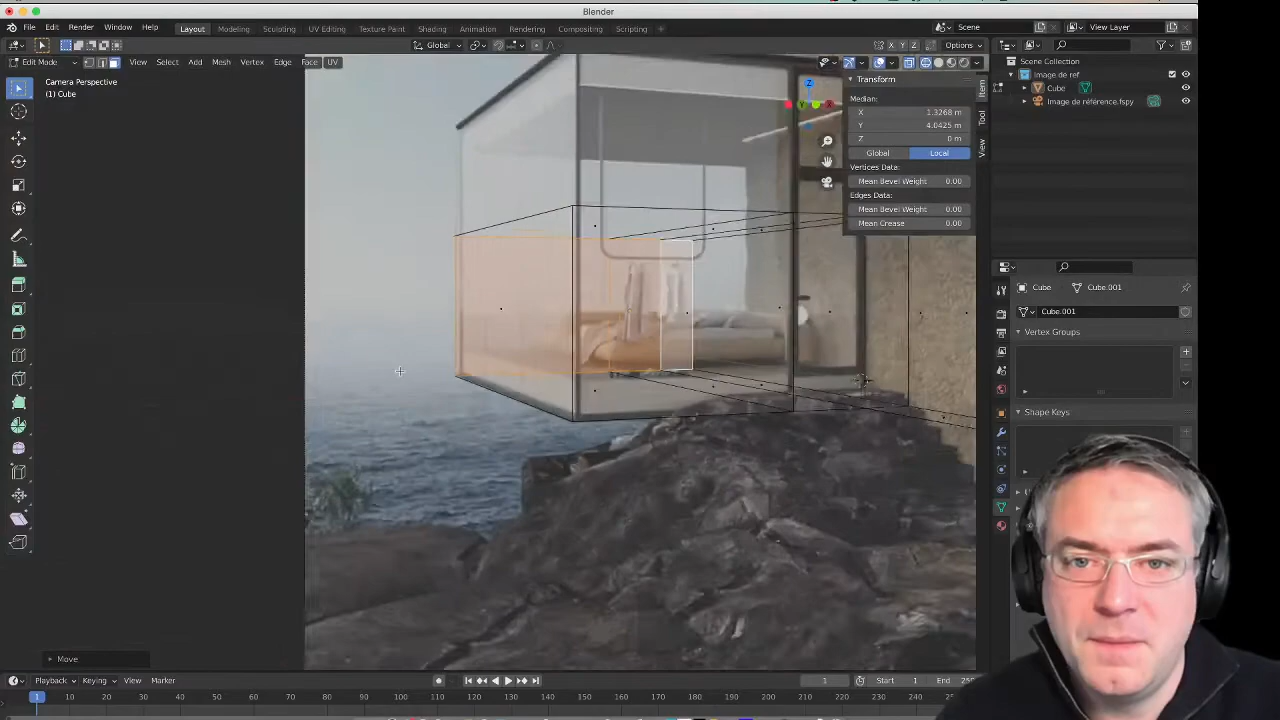 Blender
File Edit Render Window Help
Layout Modeling Sculpting UV Editing Texture Paint Shading Animation Rendering Compositing Scripting
Scene
View Layer
Global
X Y Z
Options
Edit Mode
View Select Add Mesh Vertex Edge Face UV
Camera Perspective
(1) Cube
Transform
Median:
X 1.3268 m
Y 4.0425 m
Z 0 m
Global Local
Vertices Data:
Mean Bevel Weight 0.00
Edges Data:
Mean Bevel Weight 0.00
Mean Crease 0.00
Item
Tool
View
Z
X
Y
Scene Collection
Image de ref
Cube
Image de référence.fspy
Cube Cube.001
Cube.001
Vertex Groups
Shape Keys
Move
Playback Keying View Marker
1
Start 1
End
1 10 20 30 40 50 60 70 80 90 100 110 120 130 140 150 160 170 180 190 200 210 220 230 240 250